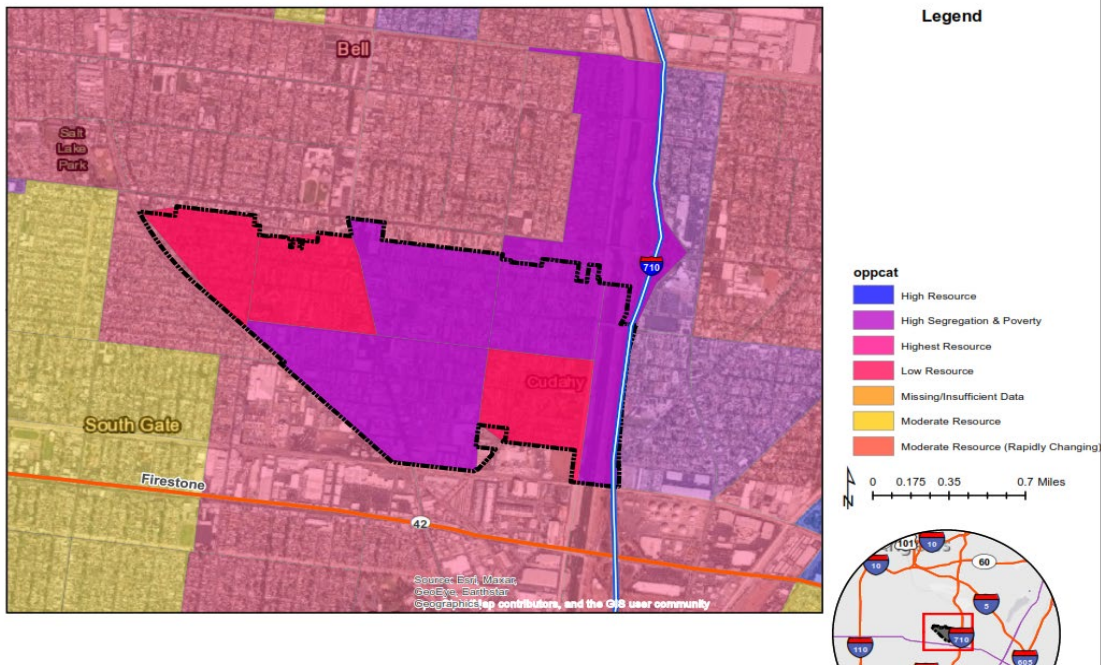 Legend
Bell
Salt
Lake
Park
710
Cudahy
South Gate
Firestone
42
Source: Esri, Maxar,
GeoEye, Earthstar
Geographics,
contributors, and the GIS user community
oppcat
High Resource
High Segregation & Poverty
Highest Resource
Low Resource
Missing/Insufficient Data
Moderate Resource
Moderate Resource (Rapidly Changing)
N
0 0.175 0.35 0.7 Miles
101
10
10
60
5
710
110
605